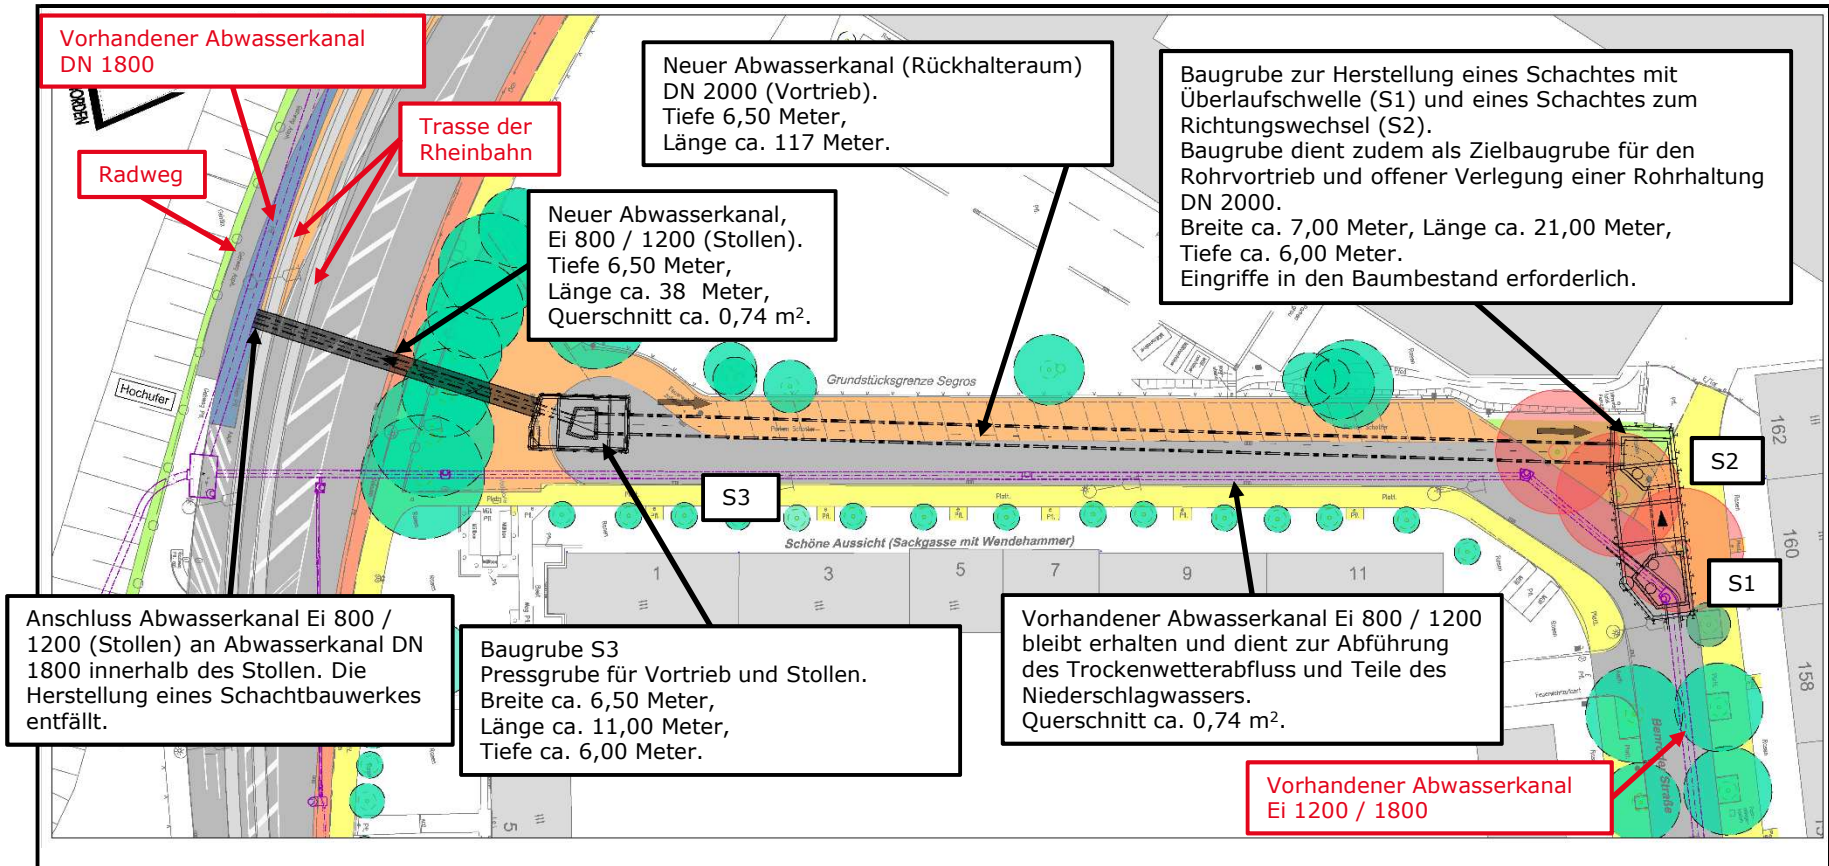 Vorhandener Abwasserkanal
DN 1800
NORDEN
Radweg
Trasse der
Rheinbahn
Neuer Abwasserkanal,
Ei 800 / 1200 (Stollen).
Tiefe 6,50 Meter,
Länge ca. 38 Meter,
Querschnitt ca. 0,74 m².
Neuer Abwasserkanal (Rückhalteraum)
DN 2000 (Vortrieb).
Tiefe 6,50 Meter,
Länge ca. 117 Meter.
Baugrube zur Herstellung eines Schachtes mit
Überlaufschwelle (S1) und eines Schachtes zum
Richtungswechsel (S2).
Baugrube dient zudem als Zielbaugrube für den
Rohrvortrieb und offener Verlegung einer Rohrhaltung
DN 2000.
Breite ca. 7,00 Meter, Länge ca. 21,00 Meter,
Tiefe ca. 6,00 Meter.
Eingriffe in den Baumbestand erforderlich.
Hochufer
Grundstücksgrenze Segros
S3
S2
S1
Schöne Aussicht (Sackgasse mit Wendehammer)
1
3
5
7
9
11
162
160
158
Anschluss Abwasserkanal Ei 800 /
1200 (Stollen) an Abwasserkanal DN
1800 innerhalb des Stollen. Die
Herstellung eines Schachtbauwerkes
entfällt.
Baugrube S3
Pressgrube für Vortrieb und Stollen.
Breite ca. 6,50 Meter,
Länge ca. 11,00 Meter,
Tiefe ca. 6,00 Meter.
Vorhandener Abwasserkanal Ei 800 / 1200
bleibt erhalten und dient zur Abführung
des Trockenwetterabfluss und Teile des
Niederschlagwassers.
Querschnitt ca. 0,74 m².
Vorhandener Abwasserkanal
Ei 1200 / 1800
5